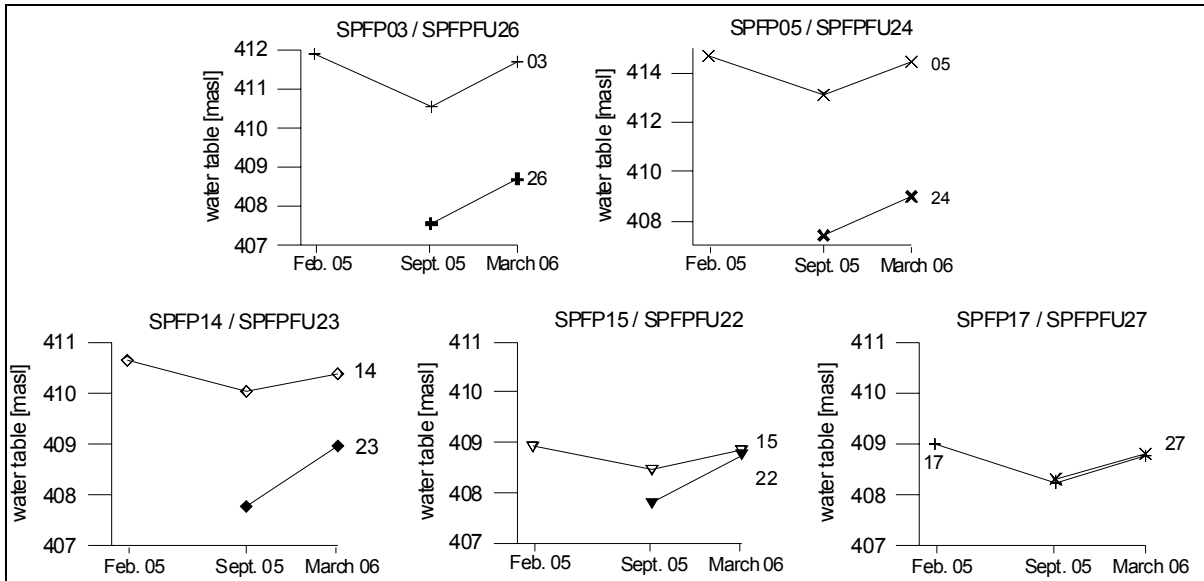 SPFP03 / SPFPFU26
water table [masl]
412
411
410
409
408
407
03
26
Feb. 05 Sept. 05 March 06
SPFP05 / SPFPFU24
water table [masl]
414
412
410
408
05
24
Feb. 05 Sept. 05 March 06
SPFP14 / SPFPFU23
water table [masl]
411
410
409
408
407
14
23
Feb. 05 Sept. 05 March 06
SPFP15 / SPFPFU22
water table [masl]
411
410
409
408
407
15
22
Feb. 05 Sept. 05 March 06
SPFP17 / SPFPFU27
water table [masl]
411
410
409
408
407
17
27
Feb. 05 Sept. 05 March 06